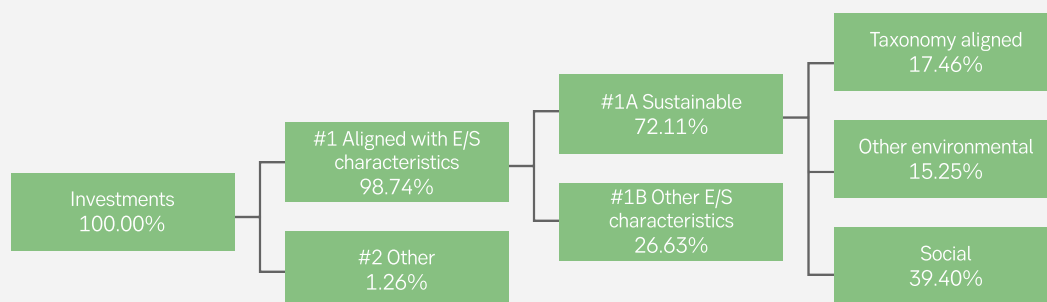 Investments
100.00%
#1 Aligned with E/S
characteristics
98.74%
#2 Other
1.26%
#1A Sustainable
72.11%
#1B Other E/S
characteristics
26.63%
Taxonomy aligned
17.46%
Other environmental
15.25%
Social
39.40%